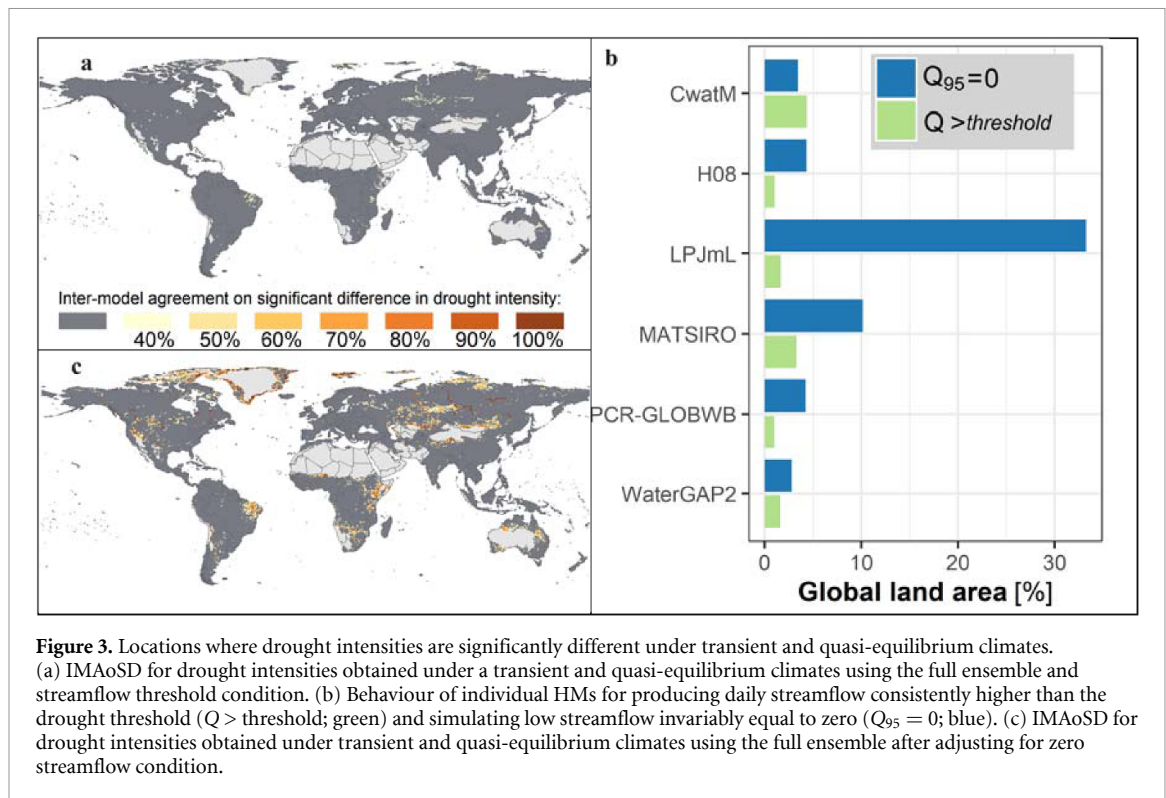 a
Inter-model agreement on significant difference in drought intensity:
40% 50% 60% 70% 80% 90% 100%
c
b
Q95=0
Q >threshold
CwatM
H08
LPJmL
MATSIRO
PCR-GLOBWB
WaterGAP2
0 10 20 30
Global land area [%]
Figure 3. Locations where drought intensities are significantly different under transient and quasi-equilibrium climates.
(a) IMAoSD for drought intensities obtained under a transient and quasi-equilibrium climates using the full ensemble and
streamflow threshold condition. (b) Behaviour of individual HMs for producing daily streamflow consistently higher than the
drought threshold (Q > threshold; green) and simulating low streamflow invariably equal to zero (Q95 = 0; blue). (c) IMAoSD for
drought intensities obtained under transient and quasi-equilibrium climates using the full ensemble after adjusting for zero
streamflow condition.